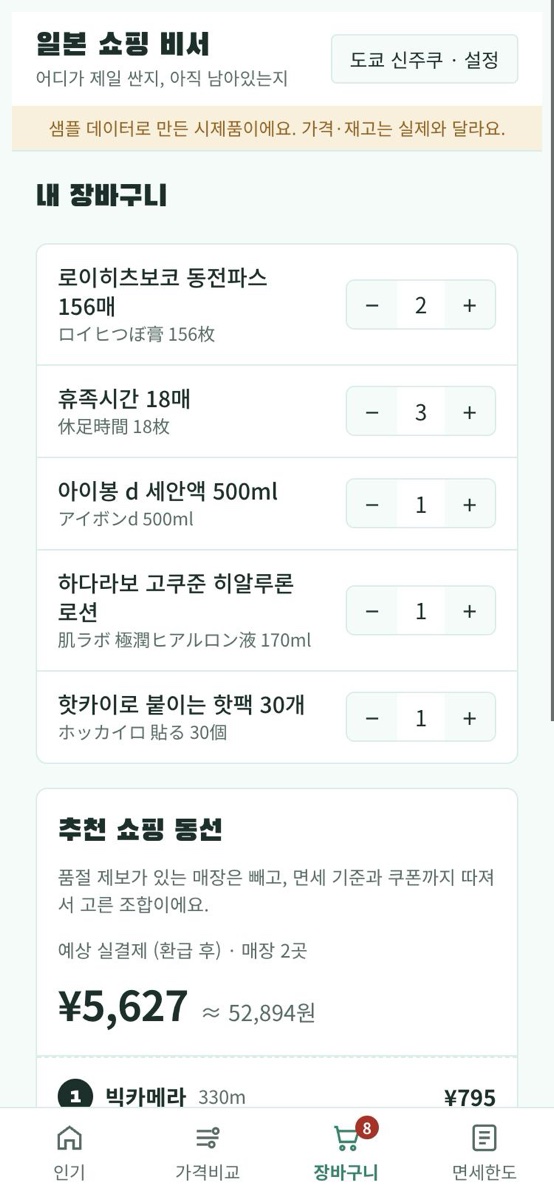 일본 쇼핑 비서
어디가 제일 싼지, 아직 남아있는지
도쿄 신주쿠 · 설정
샘플 데이터로 만든 시제품이에요. 가격·재고는 실제와 달라요.
내 장바구니
로이히츠보코 동전파스
156매
ロイヒつぼ膏 156枚
− 2 +
휴족시간 18매
休足時間 18枚
− 3 +
아이봉 d 세안액 500ml
アイボンd 500ml
− 1 +
하다라보 고쿠쥰 히알루론
로션
肌ラボ 極潤ヒアルロン液 170ml
− 1 +
핫카이로 붙이는 핫팩 30개
ホッカイロ 貼る 30個
− 1 +
추천 쇼핑 동선
품절 제보가 있는 매장은 빼고, 면세 기준과 쿠폰까지 따져
서 고른 조합이에요.
예상 실결제 (환급 후) · 매장 2곳
¥5,627 ≈ 52,894원
1 빅카메라 330m ¥795
8
인기 가격비교 장바구니 면세한도